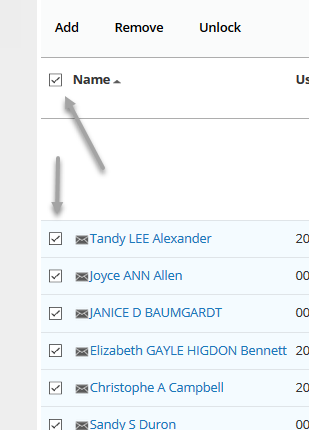 Add Remove Unlock
Name Us
Tandy LEE Alexander 20
Joyce ANN Allen 00
JANICE D BAUMGARDT 00
Elizabeth GAYLE HIGDON Bennett 20
Christophe A Campbell 20
Sandy S Duron 00